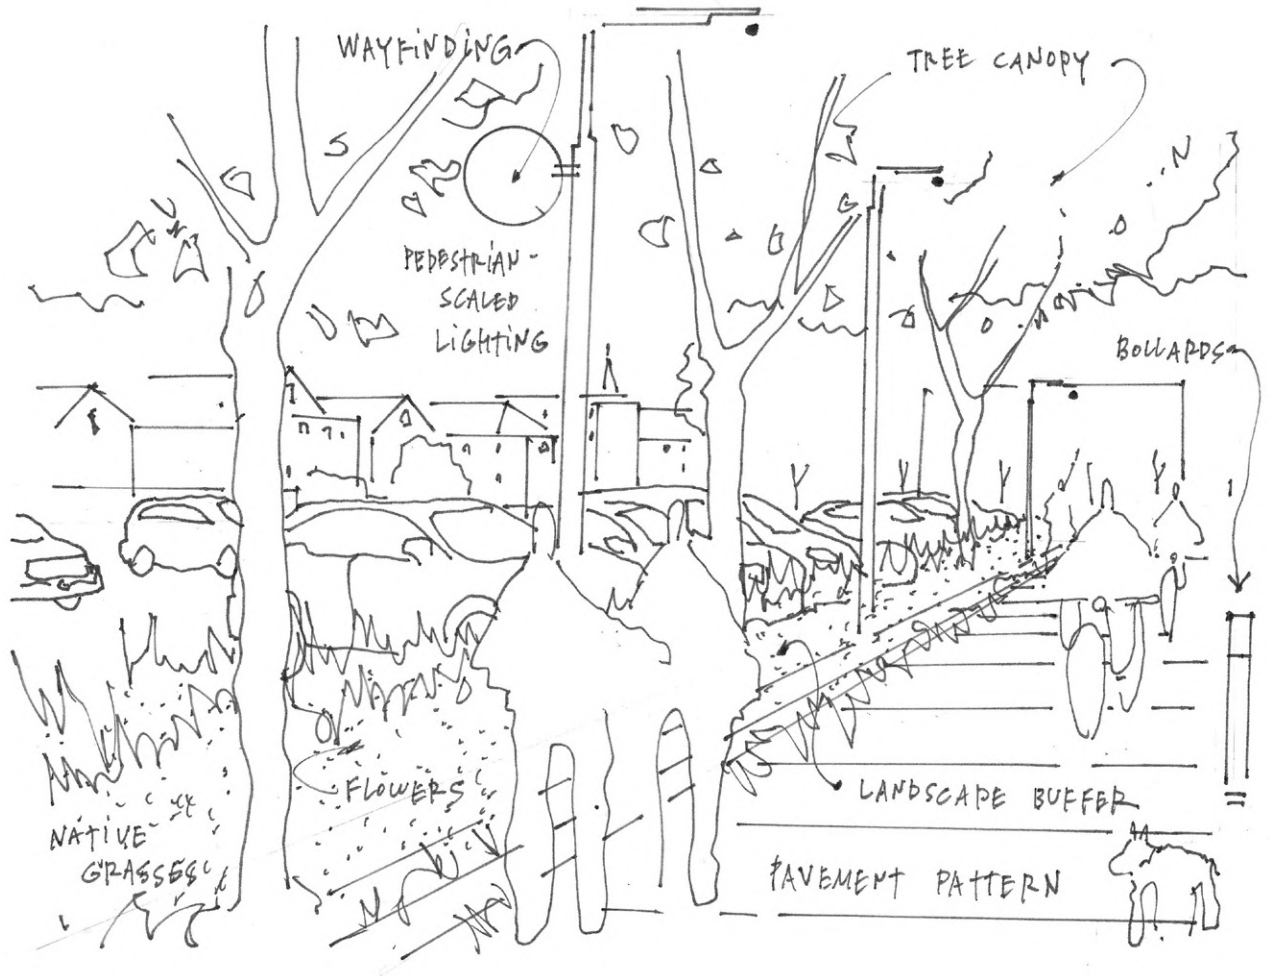 WAYFINDING
TREE CANOPY
PEDESTRIAN-
SCALED
LIGHTING
BOLLARDS
FLOWERS
LANDSCAPE BUFFER
NATIVE
GRASSES
PAVEMENT PATTERN